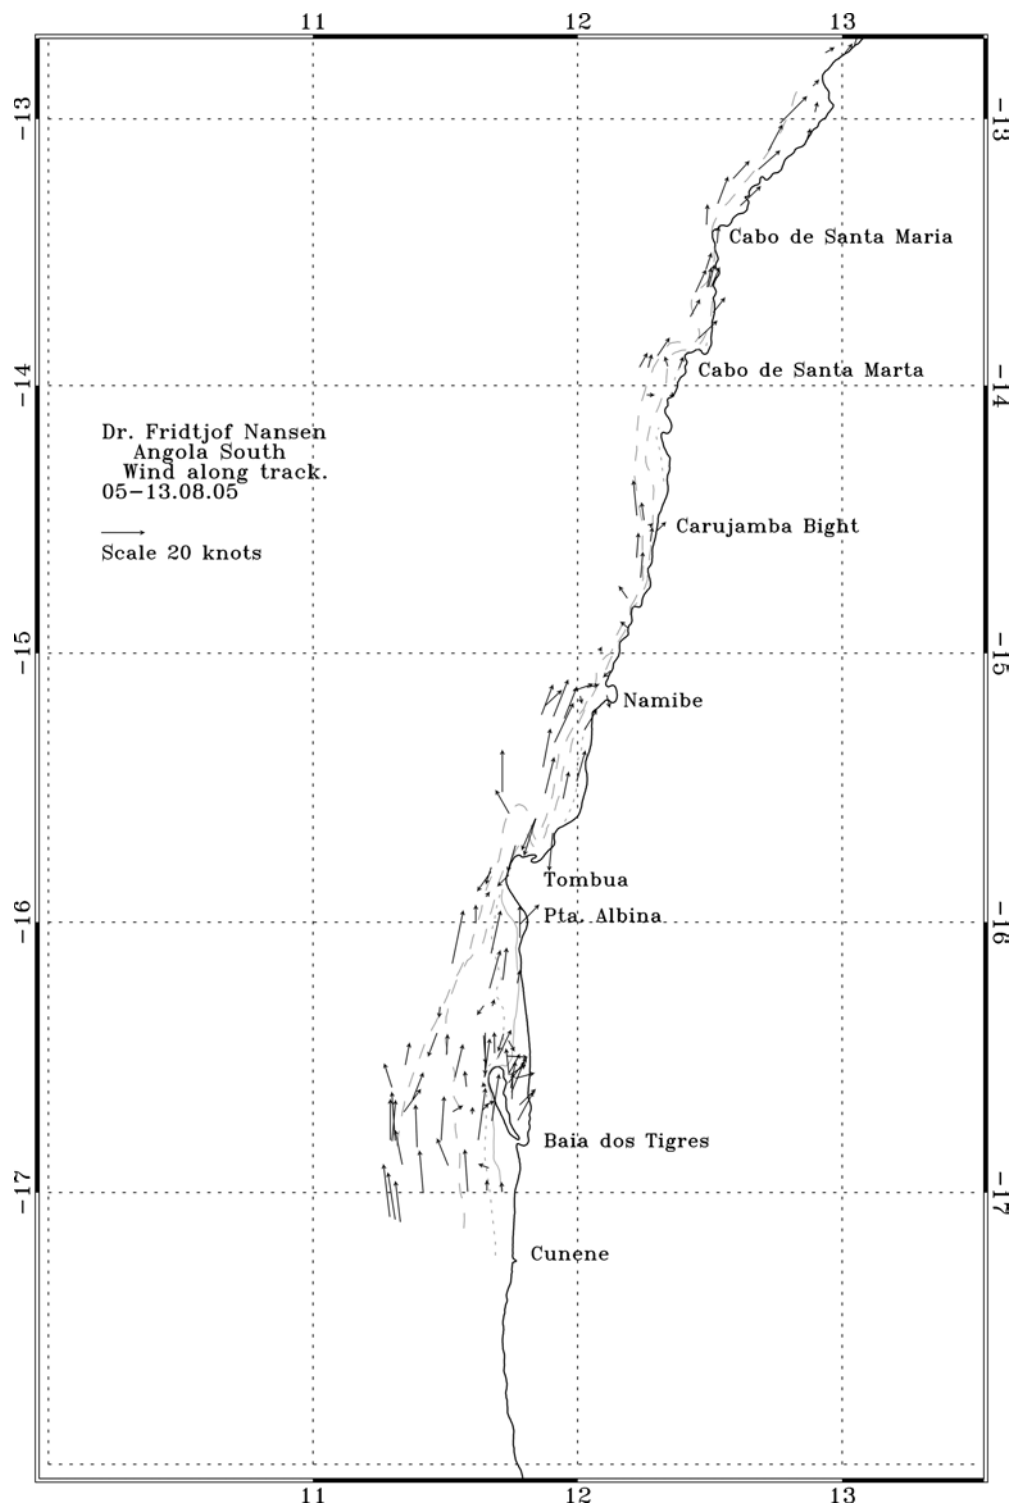 11 12 13
-13 -13
Cabo de Santa Maria
Cabo de Santa Marta
-14 -14
Dr. Fridtjof Nansen
Angola South
Wind along track.
05-13.08.05
Scale 20 knots
Carujamba Bight
-15 -15
Namibe
Tombua
Pta. Albina
-16 -16
Baia dos Tigres
-17 -17
Cunene
11 12 13